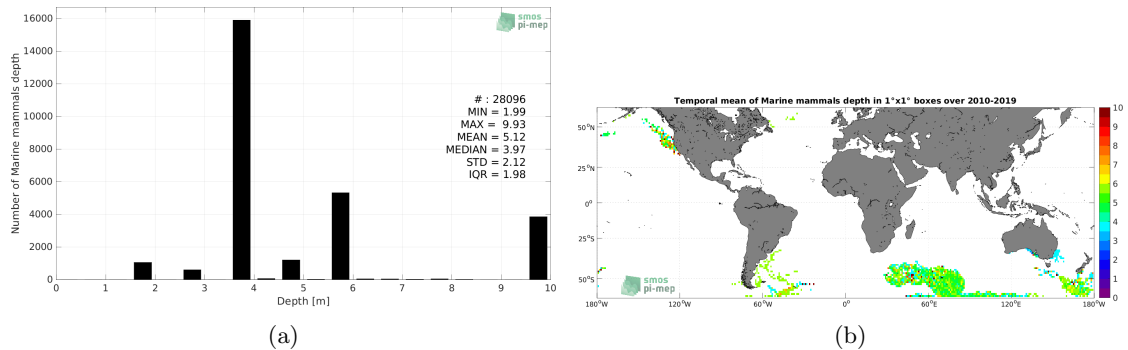 16000
14000
12000
10000
8000
6000
4000
2000
0
Number of Marine mammals depth
smos
pi-mep
# : 28096
MIN = 1.99
MAX = 9.93
MEAN = 5.12
MEDIAN = 3.97
STD = 2.12
IQR = 1.98
0 1 2 3 4 5 6 7 8 9 10
Depth [m]
(a)
Temporal mean of Marine mammals depth in 1°x1° boxes over 2010-2019
50°N
25°N
0°
25°S
50°S
smos
pi-mep
180°W 120°W 60°W 0° 60°E 120°E 180°W
10
9
8
7
6
5
4
3
2
1
0
(b)